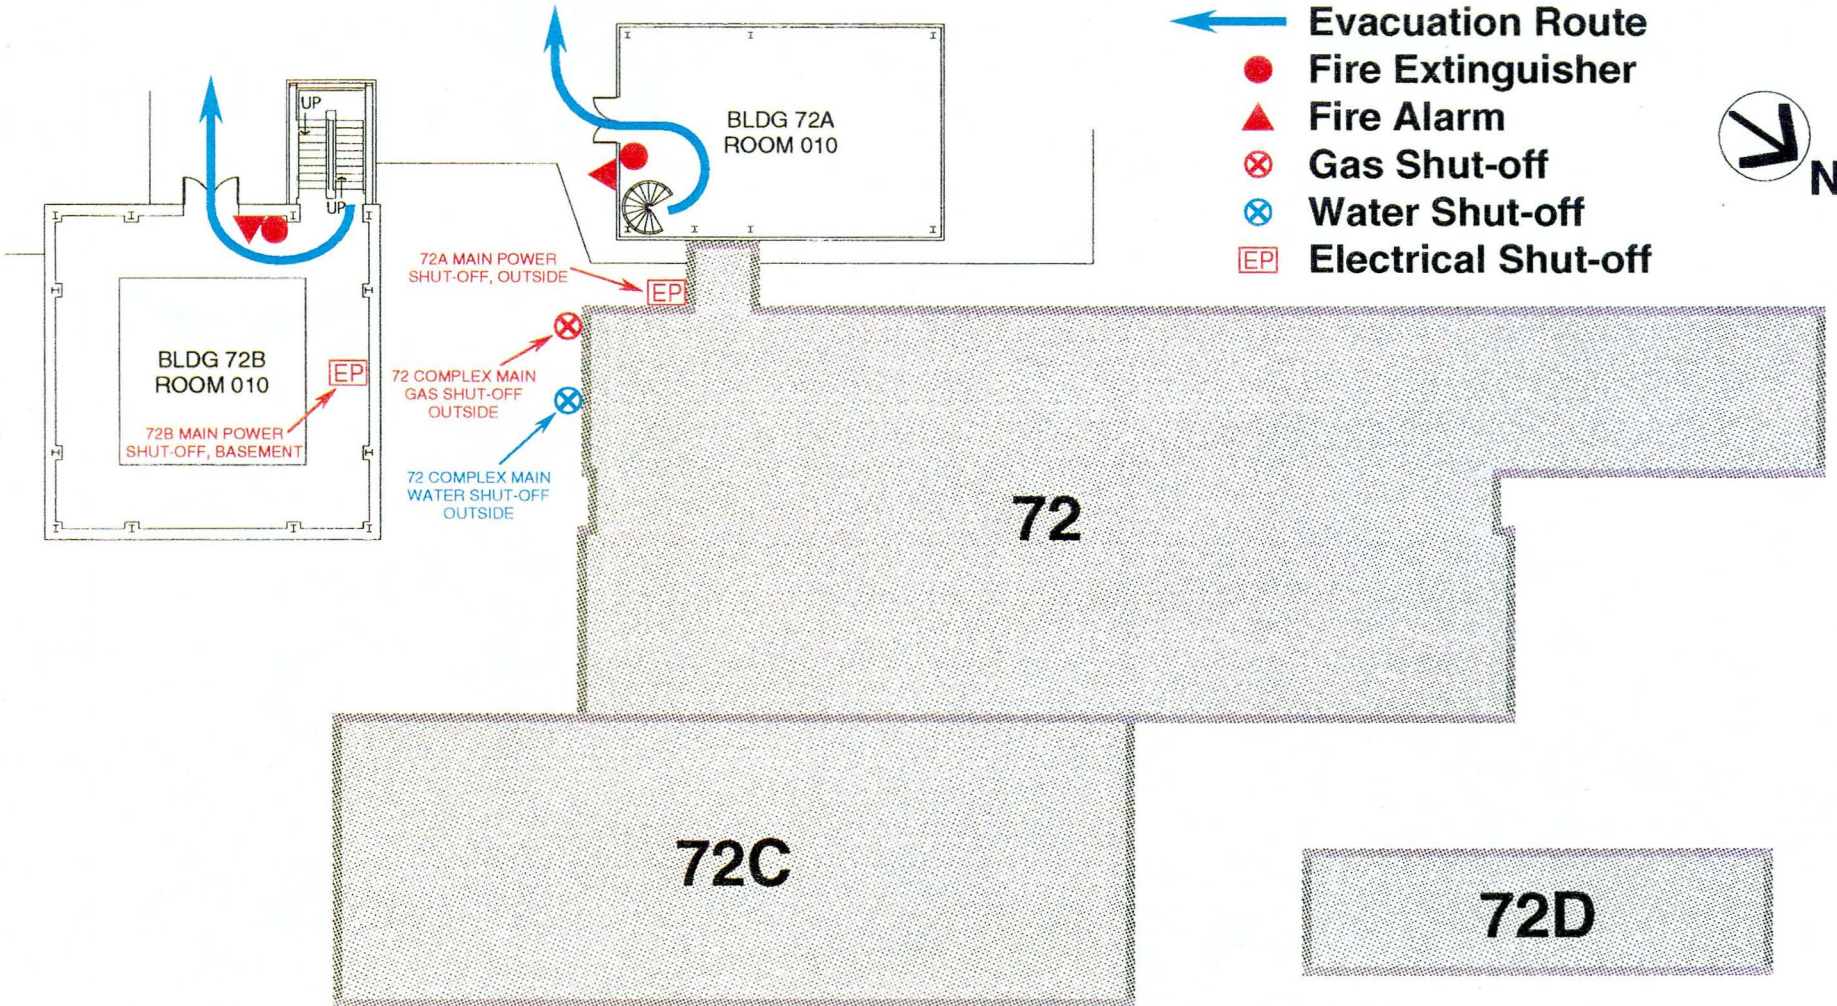 Evacuation Route
Fire Extinguisher
Fire Alarm
Gas Shut-off
Water Shut-off
EP Electrical Shut-off
N
UP
UP
BLDG 72A
ROOM 010
72A MAIN POWER
SHUT-OFF, OUTSIDE
EP
BLDG 72B
ROOM 010
EP
72B MAIN POWER
SHUT-OFF, BASEMENT
72 COMPLEX MAIN
GAS SHUT-OFF
OUTSIDE
72 COMPLEX MAIN
WATER SHUT-OFF
OUTSIDE
72
72C
72D